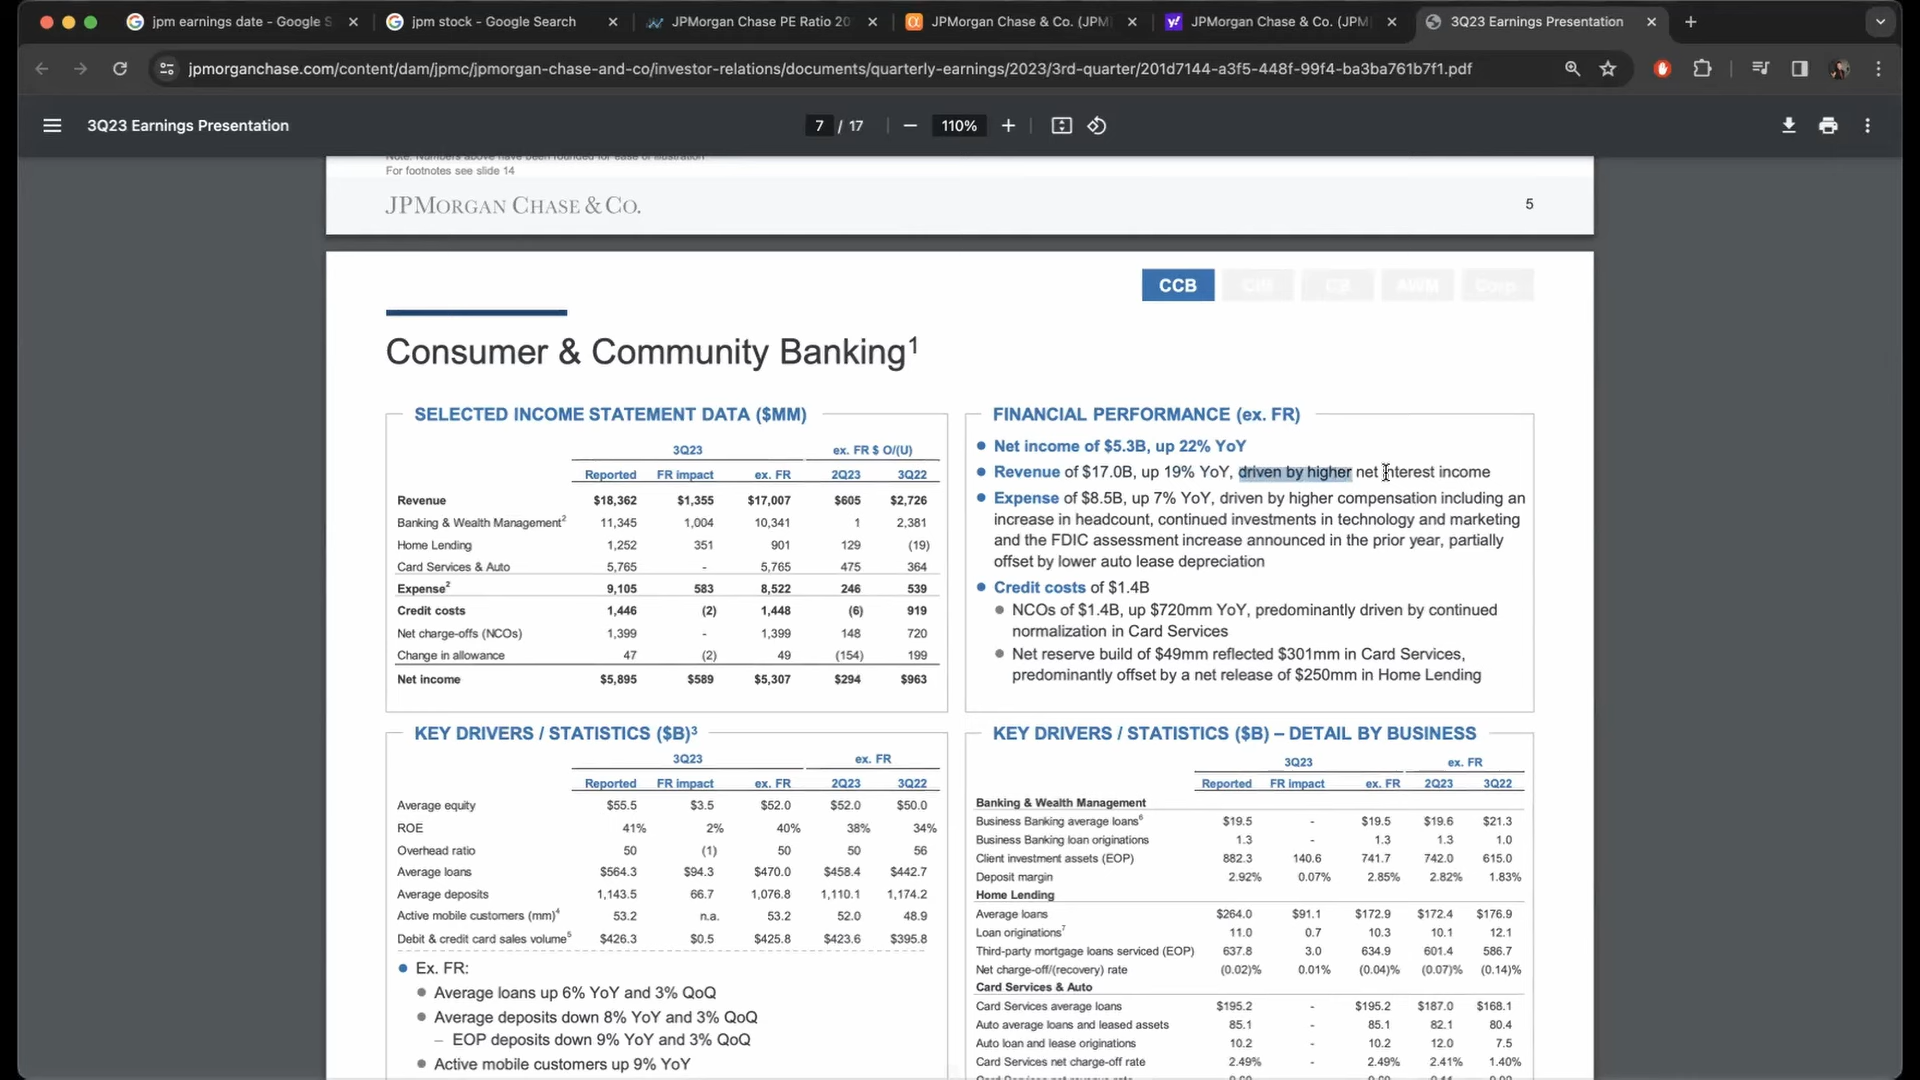 jpm earnings date - Google S
jpm stock - Google Search
JPMorgan Chase PE Ratio 20
JPMorgan Chase & Co. (JPM
JPMorgan Chase & Co. (JPM
3Q23 Earnings Presentation
jpmorganchase.com/content/dam/jpmc/jpmorgan-chase-and-co/investor-relations/documents/quarterly-earnings/2023/3rd-quarter/201d7144-a3f5-448f-99f4-ba3ba761b7f1.pdf
3Q23 Earnings Presentation
7 / 17
110%
Note: Numbers above have been rounded for ease of illustration
For footnotes see slide 14
JPMORGAN CHASE & CO.
5
CCB CIB CB AWM Corp.
Consumer & Community Banking¹
SELECTED INCOME STATEMENT DATA ($MM)
3Q23 ex. FR $ O/(U)
Reported FR impact ex. FR 2Q23 3Q22
Revenue $18,362 $1,355 $17,007 $605 $2,726
Banking & Wealth Management² 11,345 1,004 10,341 1 2,381
Home Lending 1,252 351 901 129 (19)
Card Services & Auto 5,765 - 5,765 475 364
Expense² 9,105 583 8,522 246 539
Credit costs 1,446 (2) 1,448 (6) 919
Net charge-offs (NCOs) 1,399 - 1,399 148 720
Change in allowance 47 (2) 49 (154) 199
Net income $5,895 $589 $5,307 $294 $963
FINANCIAL PERFORMANCE (ex. FR)
Net income of $5.3B, up 22% YoY
Revenue of $17.0B, up 19% YoY, driven by higher net interest income
Expense of $8.5B, up 7% YoY, driven by higher compensation including an
increase in headcount, continued investments in technology and marketing
and the FDIC assessment increase announced in the prior year, partially
offset by lower auto lease depreciation
Credit costs of $1.4B
NCOs of $1.4B, up $720mm YoY, predominantly driven by continued
normalization in Card Services
Net reserve build of $49mm reflected $301mm in Card Services,
predominantly offset by a net release of $250mm in Home Lending
KEY DRIVERS / STATISTICS ($B)³
3Q23 ex. FR
Reported FR impact ex. FR 2Q23 3Q22
Average equity $55.5 $3.5 $52.0 $52.0 $50.0
ROE 41% 2% 40% 38% 34%
Overhead ratio 50 (1) 50 50 56
Average loans $564.3 $94.3 $470.0 $458.4 $442.7
Average deposits 1,143.5 66.7 1,076.8 1,110.1 1,174.2
Active mobile customers (mm)⁴ 53.2 n.a. 53.2 52.0 48.9
Debit & credit card sales volume⁵ $426.3 $0.5 $425.8 $423.6 $395.8
Ex. FR:
Average loans up 6% YoY and 3% QoQ
Average deposits down 8% YoY and 3% QoQ
– EOP deposits down 9% YoY and 3% QoQ
Active mobile customers up 9% YoY
KEY DRIVERS / STATISTICS ($B) – DETAIL BY BUSINESS
3Q23 ex. FR
Reported FR impact ex. FR 2Q23 3Q22
Banking & Wealth Management
Business Banking average loans⁶ $19.5 - $19.5 $19.6 $21.3
Business Banking loan originations 1.3 - 1.3 1.3 1.0
Client investment assets (EOP) 882.3 140.6 741.7 742.0 615.0
Deposit margin 2.92% 0.07% 2.85% 2.82% 1.83%
Home Lending
Average loans $264.0 $91.1 $172.9 $172.4 $176.9
Loan originations⁷ 11.0 0.7 10.3 10.1 12.1
Third-party mortgage loans serviced (EOP) 637.8 3.0 634.9 601.4 586.7
Net charge-off/(recovery) rate (0.02)% 0.01% (0.04)% (0.07)% (0.14)%
Card Services & Auto
Card Services average loans $195.2 - $195.2 $187.0 $168.1
Auto average loans and leased assets 85.1 - 85.1 82.1 80.4
Auto loan and lease originations 10.2 - 10.2 12.0 7.5
Card Services net charge-off rate 2.49% - 2.49% 2.41% 1.40%